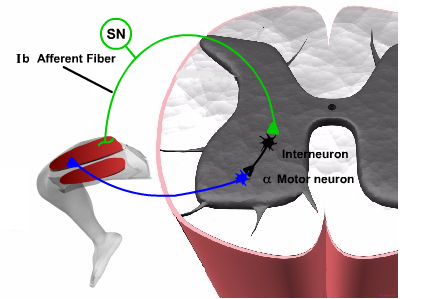 SN
Ib Afferent Fiber
Interneuron
α Motor neuron